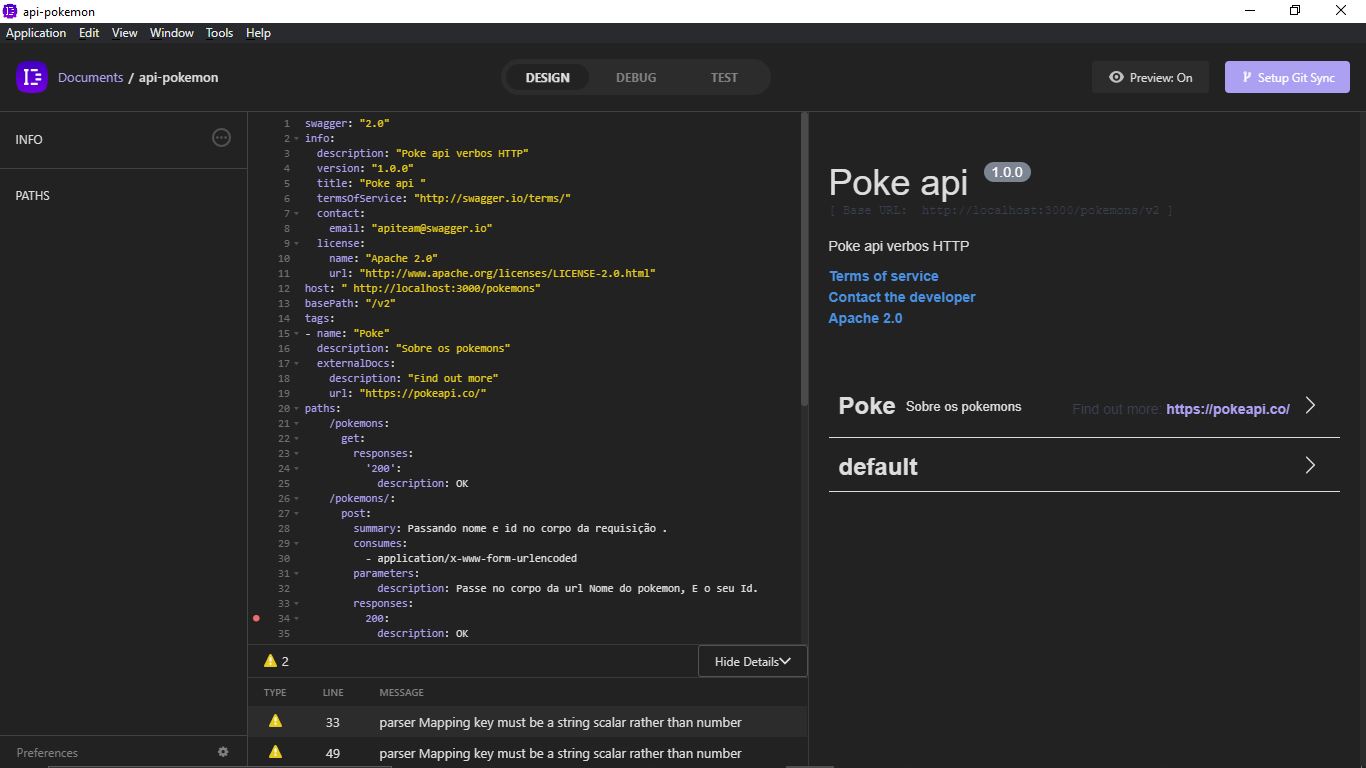 api-pokemon
Application Edit View Window Tools Help
Documents / api-pokemon
DESIGN DEBUG TEST
Preview: On
Setup Git Sync
INFO
PATHS
Preferences
1 swagger: "2.0"
2 info:
3 description: "Poke api verbos HTTP"
4 version: "1.0.0"
5 title: "Poke api "
6 termsOfService: "http://swagger.io/terms/"
7 contact:
8 email: "apiteam@swagger.io"
9 license:
10 name: "Apache 2.0"
11 url: "http://www.apache.org/licenses/LICENSE-2.0.html"
12 host: " http://localhost:3000/pokemons"
13 basePath: "/v2"
14 tags:
15 - name: "Poke"
16 description: "Sobre os pokemons"
17 externalDocs:
18 description: "Find out more"
19 url: "https://pokeapi.co/"
20 paths:
21 /pokemons:
22 get:
23 responses:
24 '200':
25 description: OK
26 /pokemons/:
27 post:
28 summary: Passando nome e id no corpo da requisição .
29 consumes:
30 - application/x-www-form-urlencoded
31 parameters:
32 description: Passe no corpo da url Nome do pokemon, E o seu Id.
33 responses:
34 200:
35 description: OK
2
Hide Details
TYPE LINE MESSAGE
33 parser Mapping key must be a string scalar rather than number
49 parser Mapping key must be a string scalar rather than number
Poke api 1.0.0
[ Base URL: http://localhost:3000/pokemons/v2 ]
Poke api verbos HTTP
Terms of service
Contact the developer
Apache 2.0
Poke Sobre os pokemons Find out more: https://pokeapi.co/
default